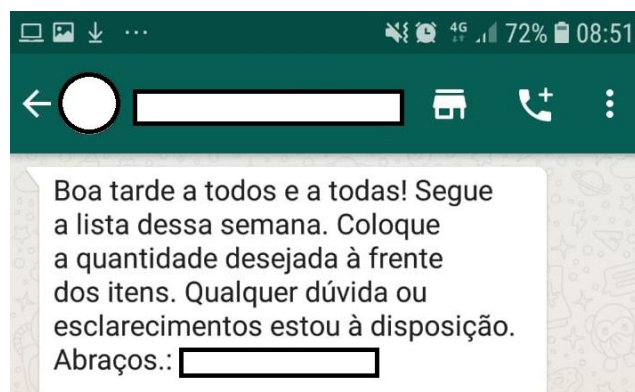 4G 72% 08:51
Boa tarde a todos e a todas! Segue
a lista dessa semana. Coloque
a quantidade desejada à frente
dos itens. Qualquer dúvida ou
esclarecimentos estou à disposição.
Abraços.: